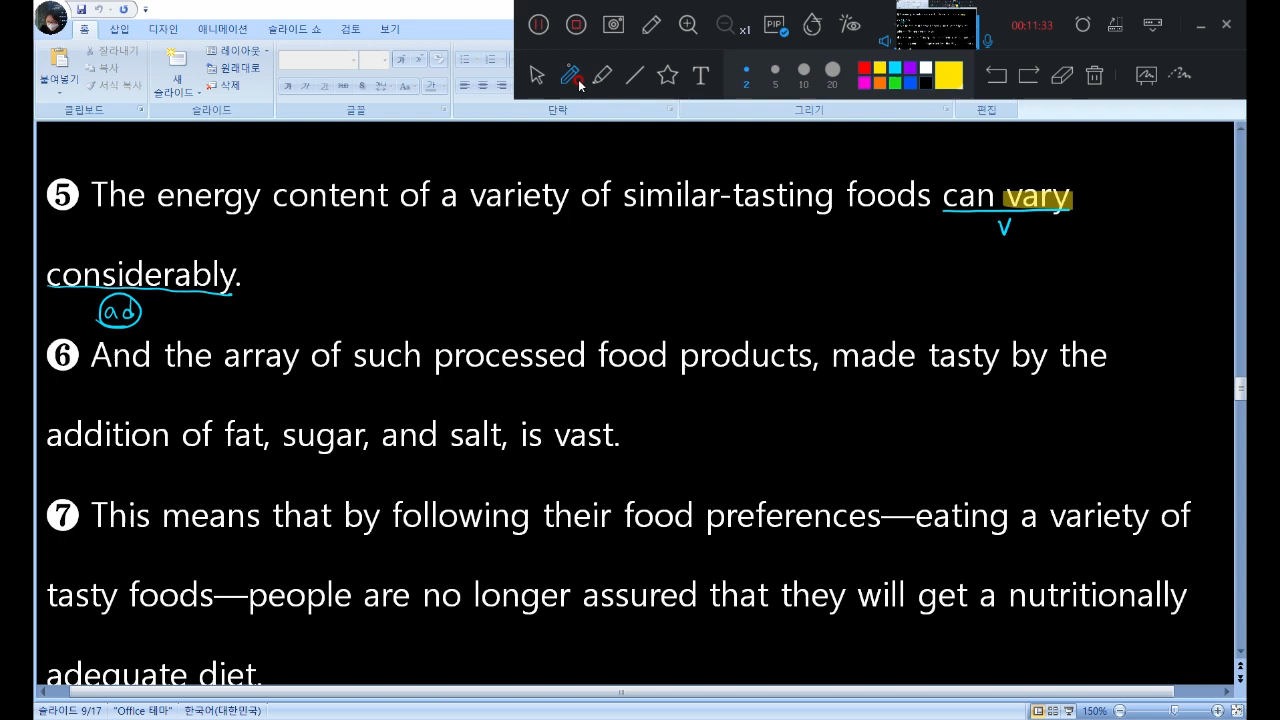 홈 삽입 디자인 애니메이션 슬라이드 쇼 검토 보기
x1 PIP 00:11:33
붙여넣기 잘라내기 복사 서식 복사
새 슬라이드 레이아웃 원래대로 삭제
2 5 10 20
클립보드 슬라이드 글꼴 단락 그리기 편집
❺ The energy content of a variety of similar-tasting foods can vary
v
considerably.
ad
❻ And the array of such processed food products, made tasty by the
addition of fat, sugar, and salt, is vast.
❼ This means that by following their food preferences—eating a variety of
tasty foods—people are no longer assured that they will get a nutritionally
adequate diet.
슬라이드 9/17 "Office 테마" 한국어(대한민국) 150%